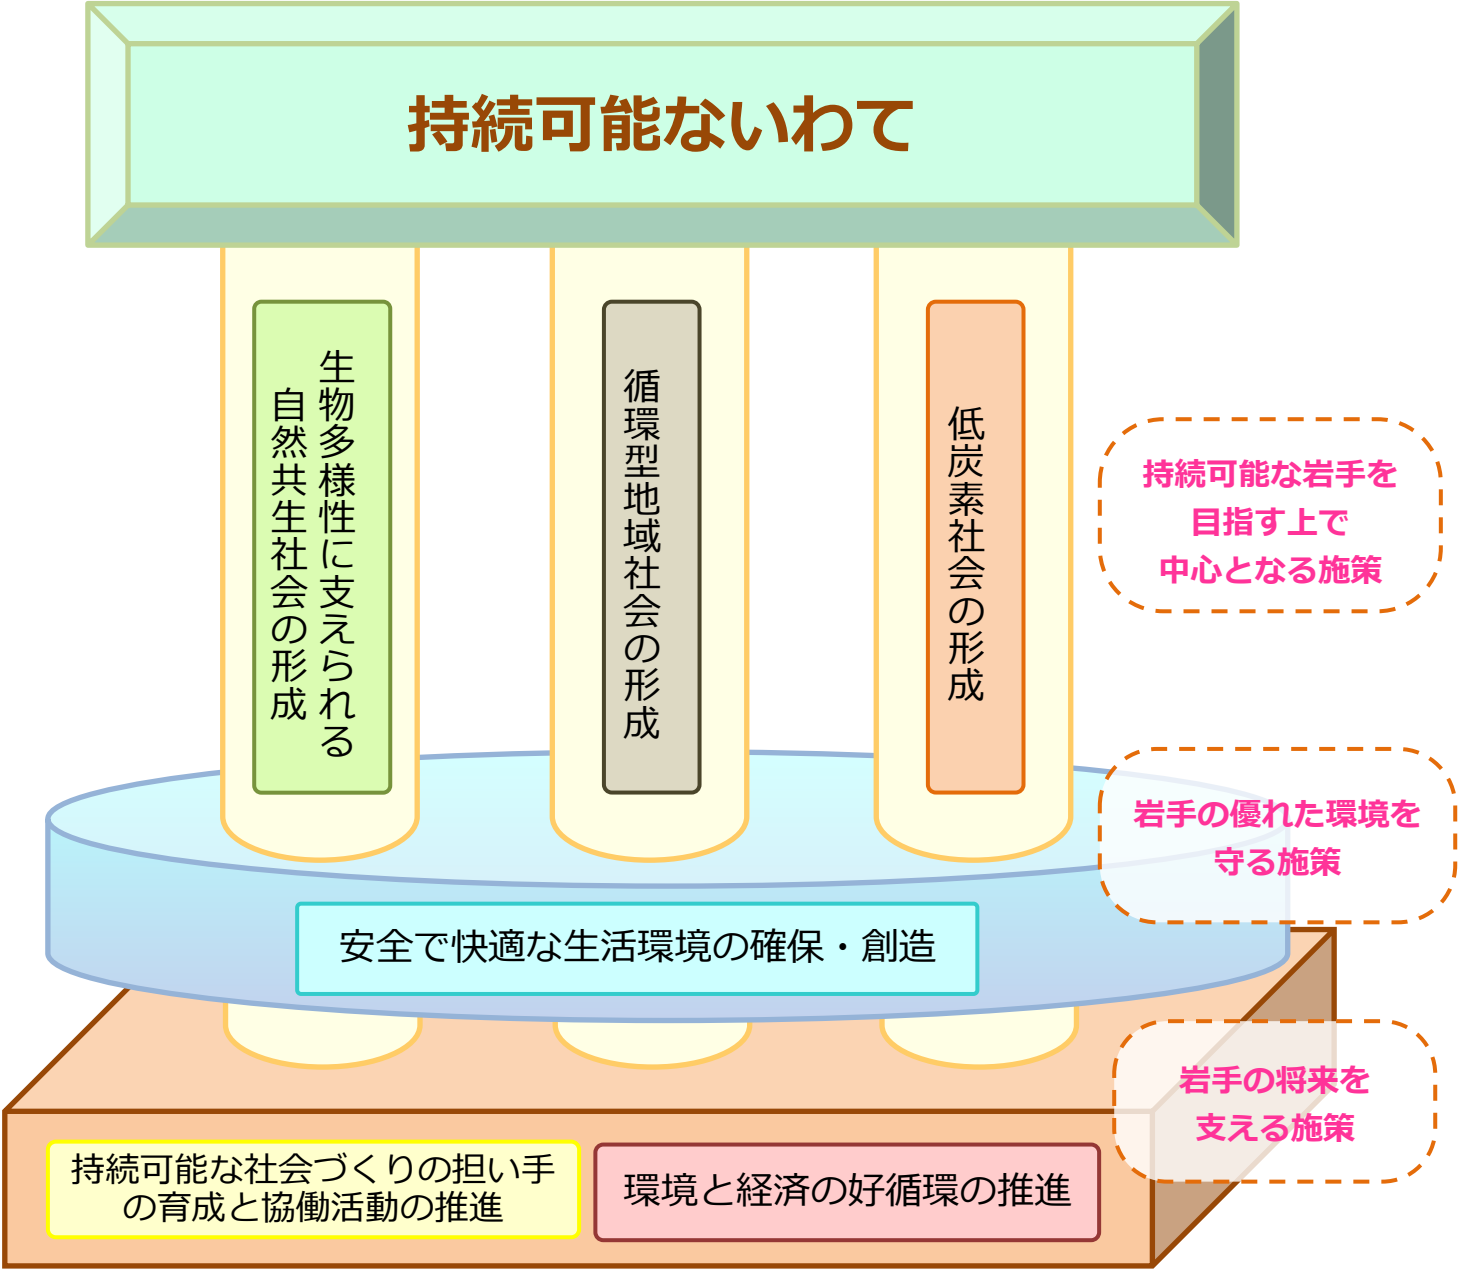 持続可能ないわて
生物多様性に支えられる
自然共生社会の形成
循環型地域社会の形成
低炭素社会の形成
持続可能な岩手を
目指す上で
中心となる施策
岩手の優れた環境を
守る施策
安全で快適な生活環境の確保・創造
岩手の将来を
支える施策
持続可能な社会づくりの担い手
の育成と協働活動の推進
環境と経済の好循環の推進